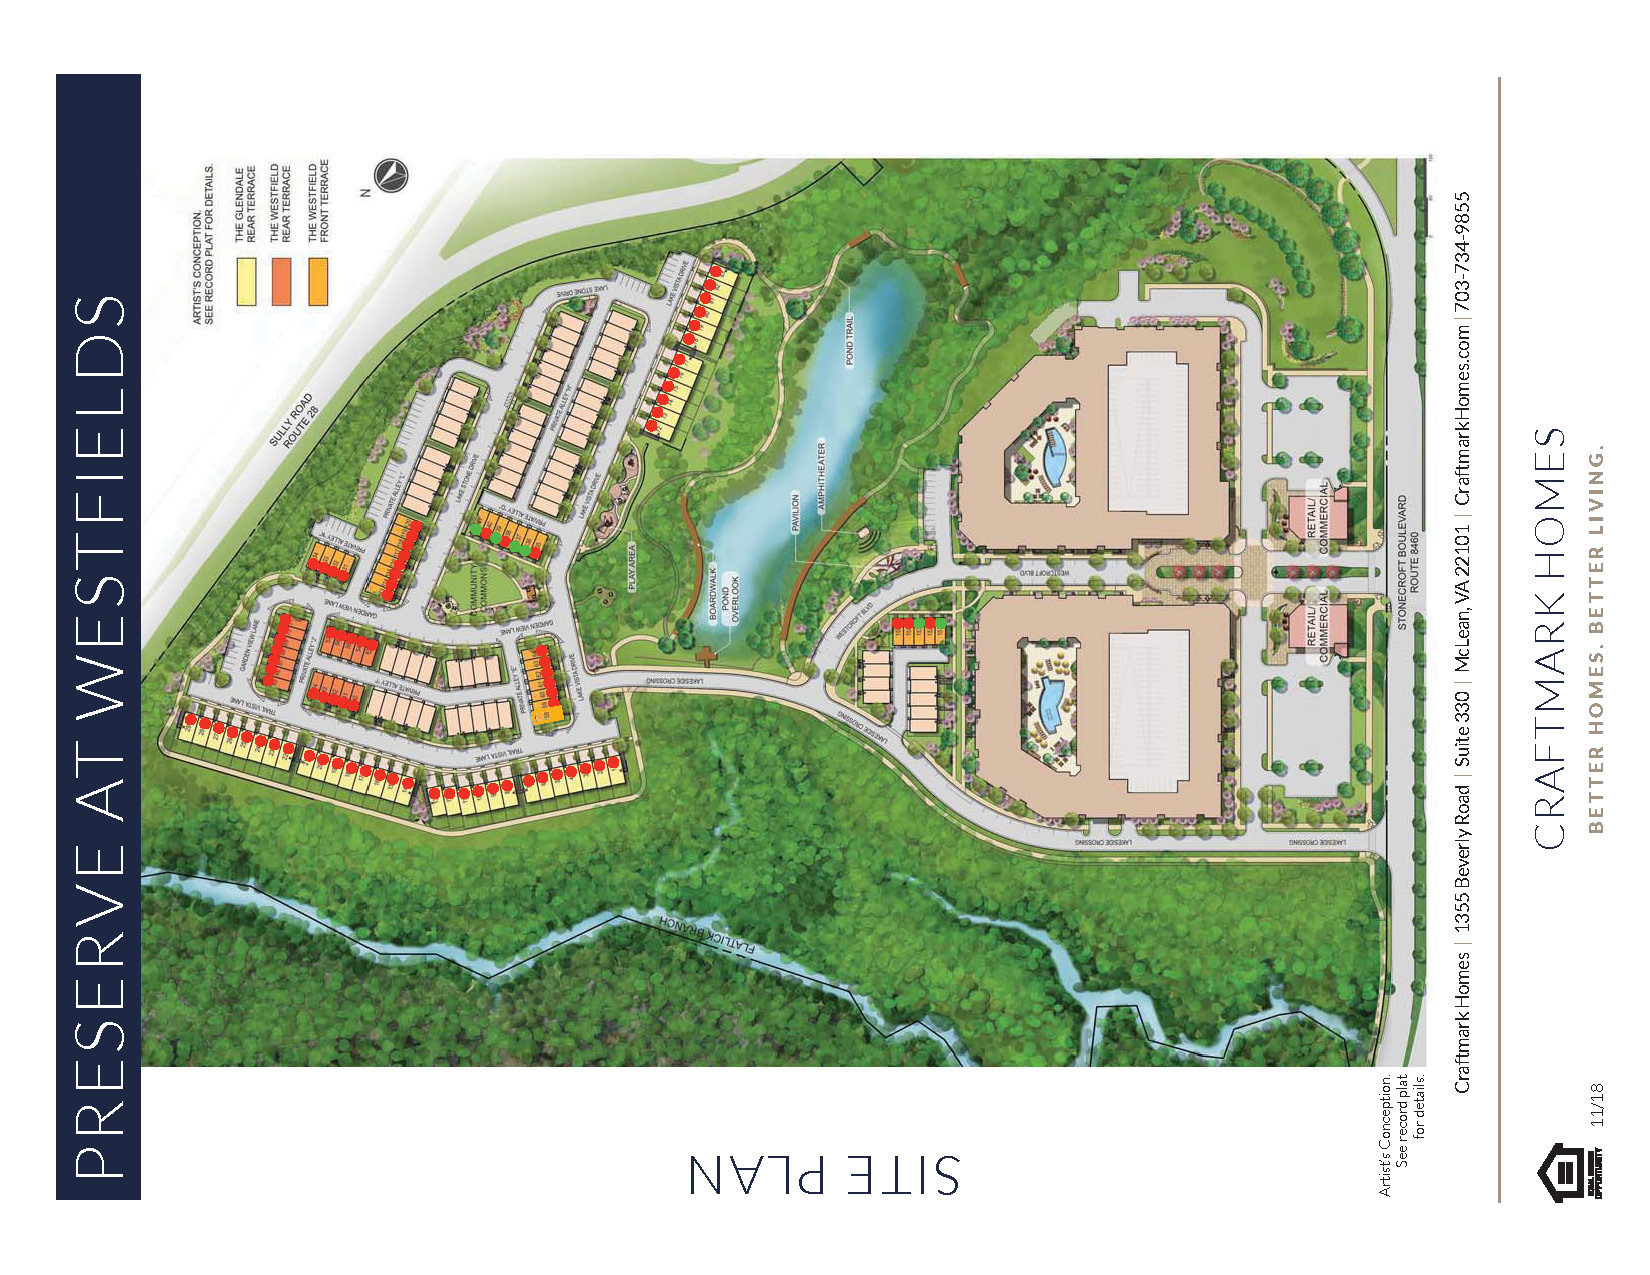 PRESERVE AT WESTFIELDS
ARTIST'S CONCEPTION.
SEE RECORD PLAT FOR DETAILS.
THE GLENDALE
REAR TERRACE
THE WESTFIELD
REAR TERRACE
THE WESTFIELD
FRONT TERRACE
N
SULLY ROAD
ROUTE 28
GARDEN VIEW LANE
TRAIL VISTA LANE
PRIVATE ALLEY "J"
GARDEN VIEW LANE
PRIVATE ALLEY "K"
PRIVATE ALLEY "L"
PRIVATE ALLEY "I"
LAKE STONE DRIVE
COMMUNITY
COMMONS
TRAIL VISTA LANE
PRIVATE ALLEY "E"
GARDEN VIEW LANE
PRIVATE ALLEY "H"
LAKE STONE DRIVE
LAKE VISTA DRIVE
LAKE VISTA DRIVE
PLAY AREA
LAKE VISTA DRIVE
LAKESIDE CROSSING
FLATLICK BRANCH
BOARDWALK
POND
OVERLOOK
PAVILION
AMPHITHEATER
POND TRAIL
WESTCROFT BLVD
LAKESIDE CROSSING
SITE PLAN
WESTCROFT BLVD
LAKESIDE CROSSING
LAKESIDE CROSSING
RETAIL/
COMMERCIAL
RETAIL/
COMMERCIAL
STONECROFT BOULEVARD
ROUTE 8460
Artist's Conception.
See record plat
for details.
Craftmark Homes | 1355 Beverly Road | Suite 330 | McLean, VA 22101 | CraftmarkHomes.com | 703-734-9855
CRAFTMARK HOMES
BETTER HOMES. BETTER LIVING.
EQUAL HOUSING
OPPORTUNITY
11/18